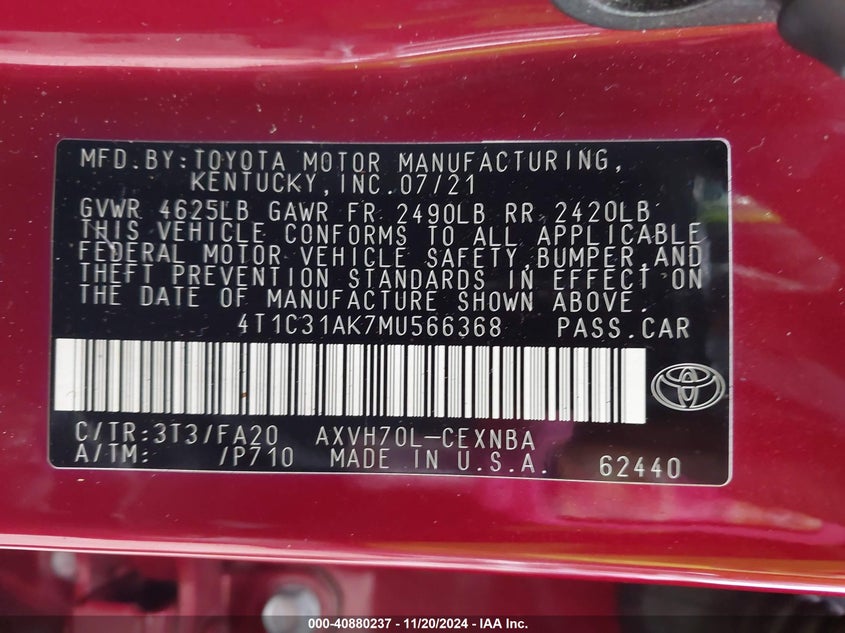 MFD.BY:TOYOTA MOTOR MANUFACTURING,
KENTUCKY,INC.07/21
GVWR 4625LB GAWR FR 2490LB RR 2420LB
THIS VEHICLE CONFORMS TO ALL APPLICABLE
FEDERAL MOTOR VEHICLE SAFETY,BUMPER,AND
THEFT PREVENTION STANDARDS IN EFFECT ON
THE DATE OF MANUFACTURE SHOWN ABOVE.
4T1C31AK7MU566368 PASS.CAR
C/TR:3T3/FA20 AXVH70L-CEXNBA
A/TM: /P710 MADE IN U.S.A. 62440
000-40880237 - 11/20/2024 - IAA Inc.